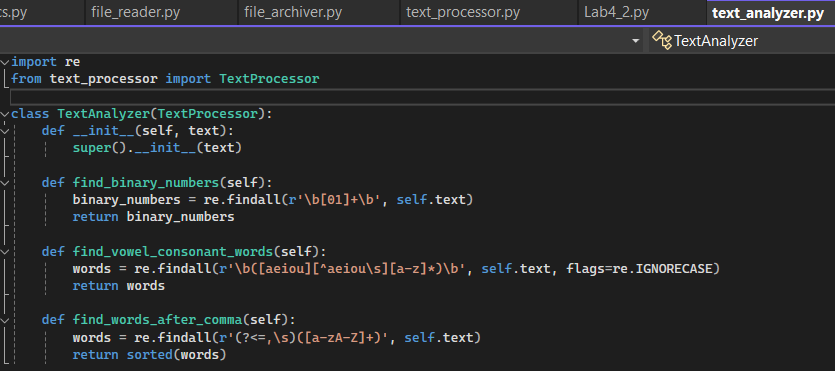 cs.py file_reader.py file_archiver.py text_processor.py Lab4_2.py text_analyzer.py
TextAnalyzer
import re
from text_processor import TextProcessor
class TextAnalyzer(TextProcessor):
    def __init__(self, text):
        super().__init__(text)
    def find_binary_numbers(self):
        binary_numbers = re.findall(r'\b[01]+\b', self.text)
        return binary_numbers
    def find_vowel_consonant_words(self):
        words = re.findall(r'\b([aeiou][^aeiou\s][a-z]*)\b', self.text, flags=re.IGNORECASE)
        return words
    def find_words_after_comma(self):
        words = re.findall(r'(?<=,\s)([a-zA-Z]+)', self.text)
        return sorted(words)